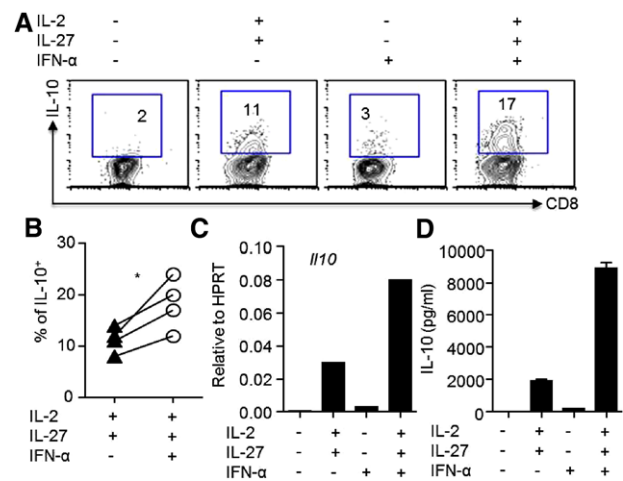 A
IL-2 - + - +
IL-27 - + - +
IFN-α - - + +
IL-10
2
11
3
17
CD8
B
% of IL-10⁺
30
20
10
0
*
IL-2 + +
IL-27 + +
IFN-α - +
C
Relative to HPRT
Il10
0.10
0.08
0.06
0.04
0.02
0.00
IL-2 - + - +
IL-27 - + - +
IFN-α - - + +
D
IL-10 (pg/ml)
10000
8000
6000
4000
2000
0
IL-2 - + - +
IL-27 - + - +
IFN-α - - + +